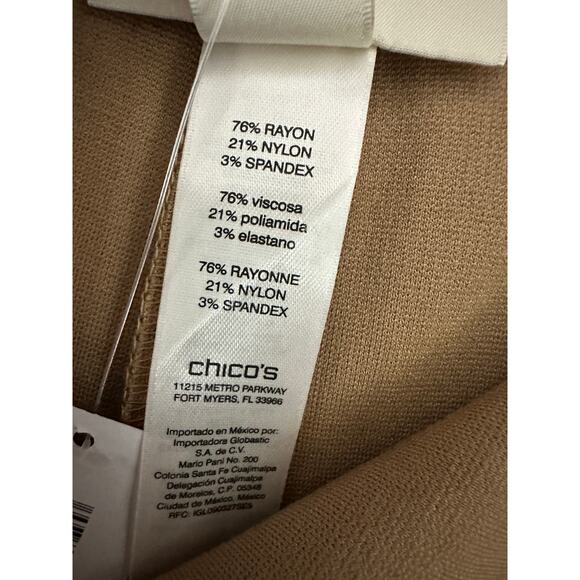 76% RAYON
21% NYLON
3% SPANDEX
76% viscosa
21% poliamida
3% elastano
76% RAYONNE
21% NYLON
3% SPANDEX
chico's
11215 METRO PARKWAY
FORT MYERS, FL 33966
Importado en México por:
Importadora Globastic
S.A. de C.V.
Mario Pani No. 200
Colonia Santa Fe Cuajimalpa
Delegación Cuajimalpa
de Morelos, C.P. 05348
Ciudad de México, México
RFC: IGL090327SE5